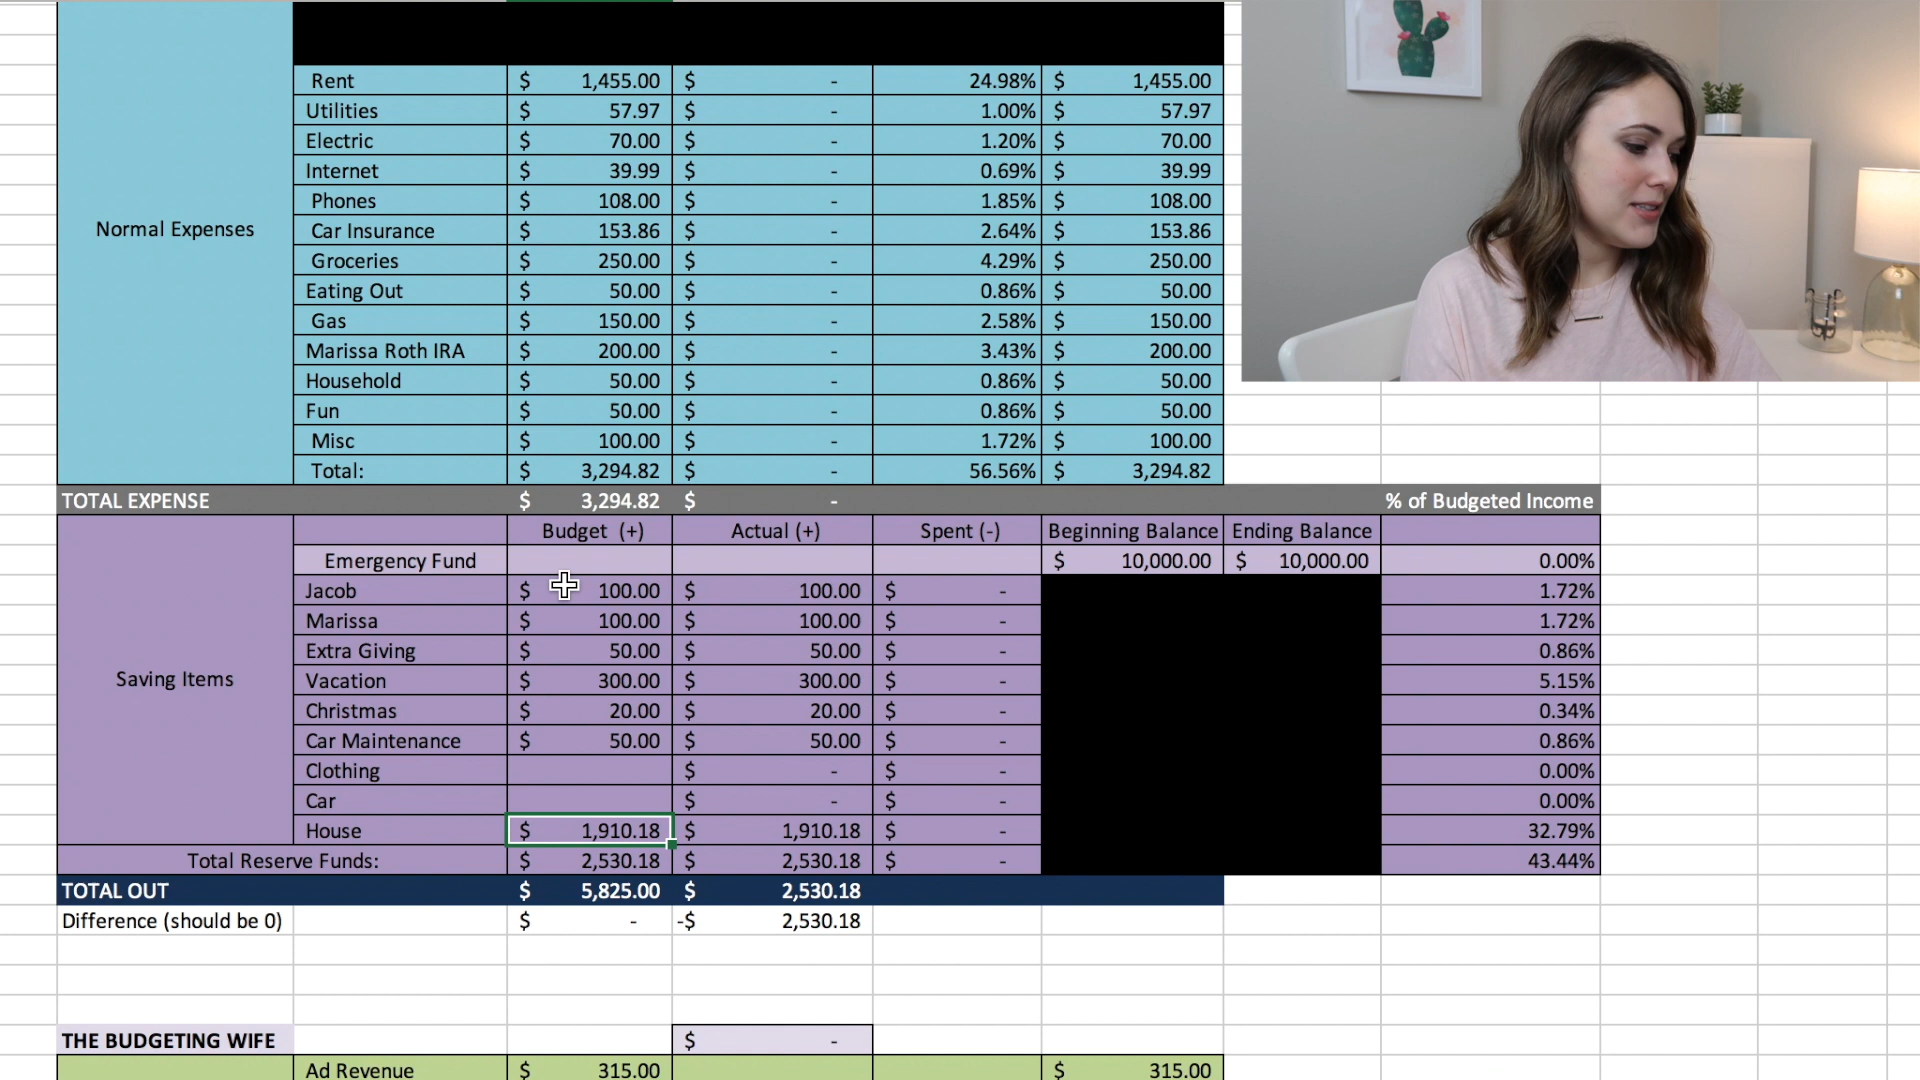 Rent $ 1,455.00 $ - 24.98% $ 1,455.00
Utilities $ 57.97 $ - 1.00% $ 57.97
Electric $ 70.00 $ - 1.20% $ 70.00
Internet $ 39.99 $ - 0.69% $ 39.99
Phones $ 108.00 $ - 1.85% $ 108.00
Normal Expenses
Car Insurance $ 153.86 $ - 2.64% $ 153.86
Groceries $ 250.00 $ - 4.29% $ 250.00
Eating Out $ 50.00 $ - 0.86% $ 50.00
Gas $ 150.00 $ - 2.58% $ 150.00
Marissa Roth IRA $ 200.00 $ - 3.43% $ 200.00
Household $ 50.00 $ - 0.86% $ 50.00
Fun $ 50.00 $ - 0.86% $ 50.00
Misc $ 100.00 $ - 1.72% $ 100.00
Total: $ 3,294.82 $ - 56.56% $ 3,294.82
TOTAL EXPENSE $ 3,294.82 $ - % of Budgeted Income
Budget (+) Actual (+) Spent (-) Beginning Balance Ending Balance
Emergency Fund $ 10,000.00 $ 10,000.00 0.00%
Jacob $ 100.00 $ 100.00 $ - 1.72%
Marissa $ 100.00 $ 100.00 $ - 1.72%
Extra Giving $ 50.00 $ 50.00 $ - 0.86%
Saving Items
Vacation $ 300.00 $ 300.00 $ - 5.15%
Christmas $ 20.00 $ 20.00 $ - 0.34%
Car Maintenance $ 50.00 $ 50.00 $ - 0.86%
Clothing $ - $ - 0.00%
Car $ - $ - 0.00%
House $ 1,910.18 $ 1,910.18 $ - 32.79%
Total Reserve Funds: $ 2,530.18 $ 2,530.18 $ - 43.44%
TOTAL OUT $ 5,825.00 $ 2,530.18
Difference (should be 0) $ - -$ 2,530.18
THE BUDGETING WIFE $ -
Ad Revenue $ 315.00 $ 315.00